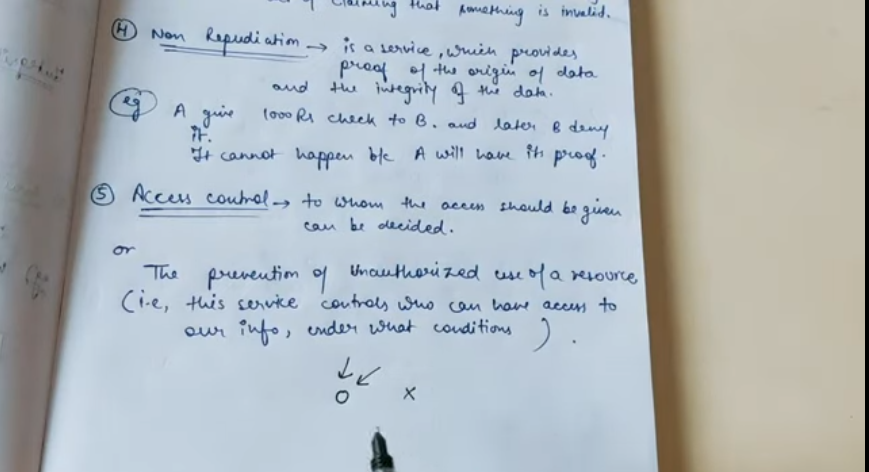 claiming that something is invalid.
④ Non Repudiation → is a service, which provides
proof of the origin of data
and the integrity of the data.
eg A give 1000 Rs check to B. and later B deny
it.
It cannot happen b/c A will have its proof.
⑤ Access control → to whom the access should be given
can be decided.
or
The prevention of Unauthorized use of a resource
(i.e, this service controls who can have access to
our info, under what conditions).
O X